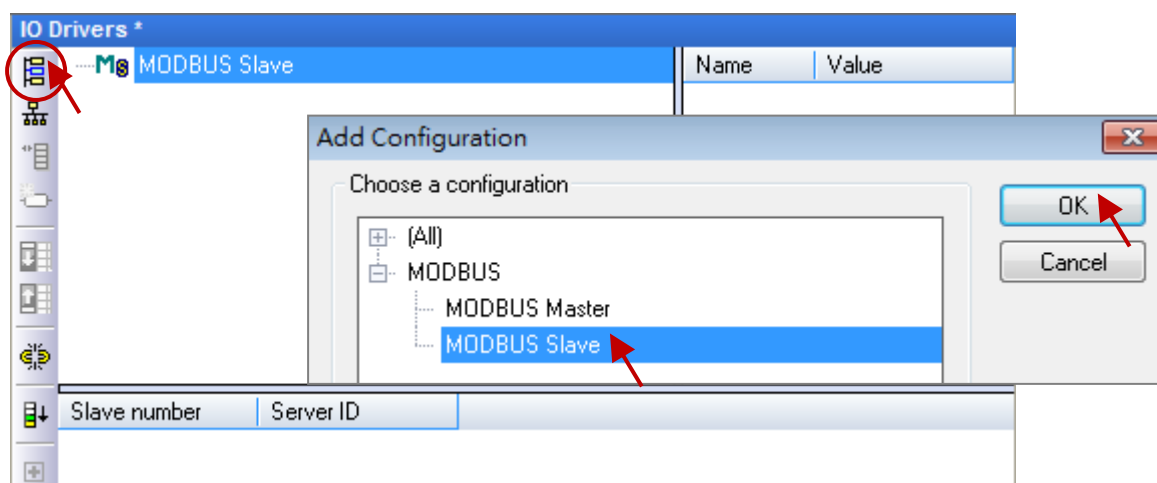 IO Drivers *
MODBUS Slave
Name Value
Add Configuration
Choose a configuration
(All)
MODBUS
MODBUS Master
MODBUS Slave
OK
Cancel
Slave number Server ID